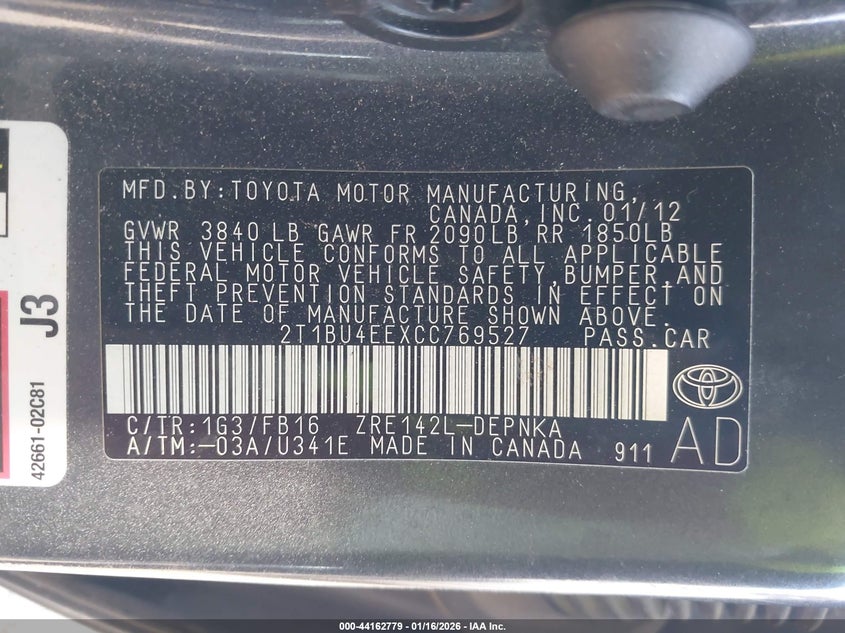 MFD.BY:TOYOTA MOTOR MANUFACTURING,
CANADA,INC.01/12
GVWR 3840 LB GAWR FR 2090LB RR 1850LB
THIS VEHICLE CONFORMS TO ALL APPLICABLE
FEDERAL MOTOR VEHICLE SAFETY,BUMPER,AND
THEFT PREVENTION STANDARDS IN EFFECT ON
THE DATE OF MANUFACTURE SHOWN ABOVE.
2T1BU4EEXCC769527 PASS.CAR
C/TR:1G3/FB16 ZRE142L-DEPNKA
A/TM:-03A/U341E MADE IN CANADA 911
AD
J3
42661-02C81
000-44162779 - 01/16/2026 - IAA Inc.